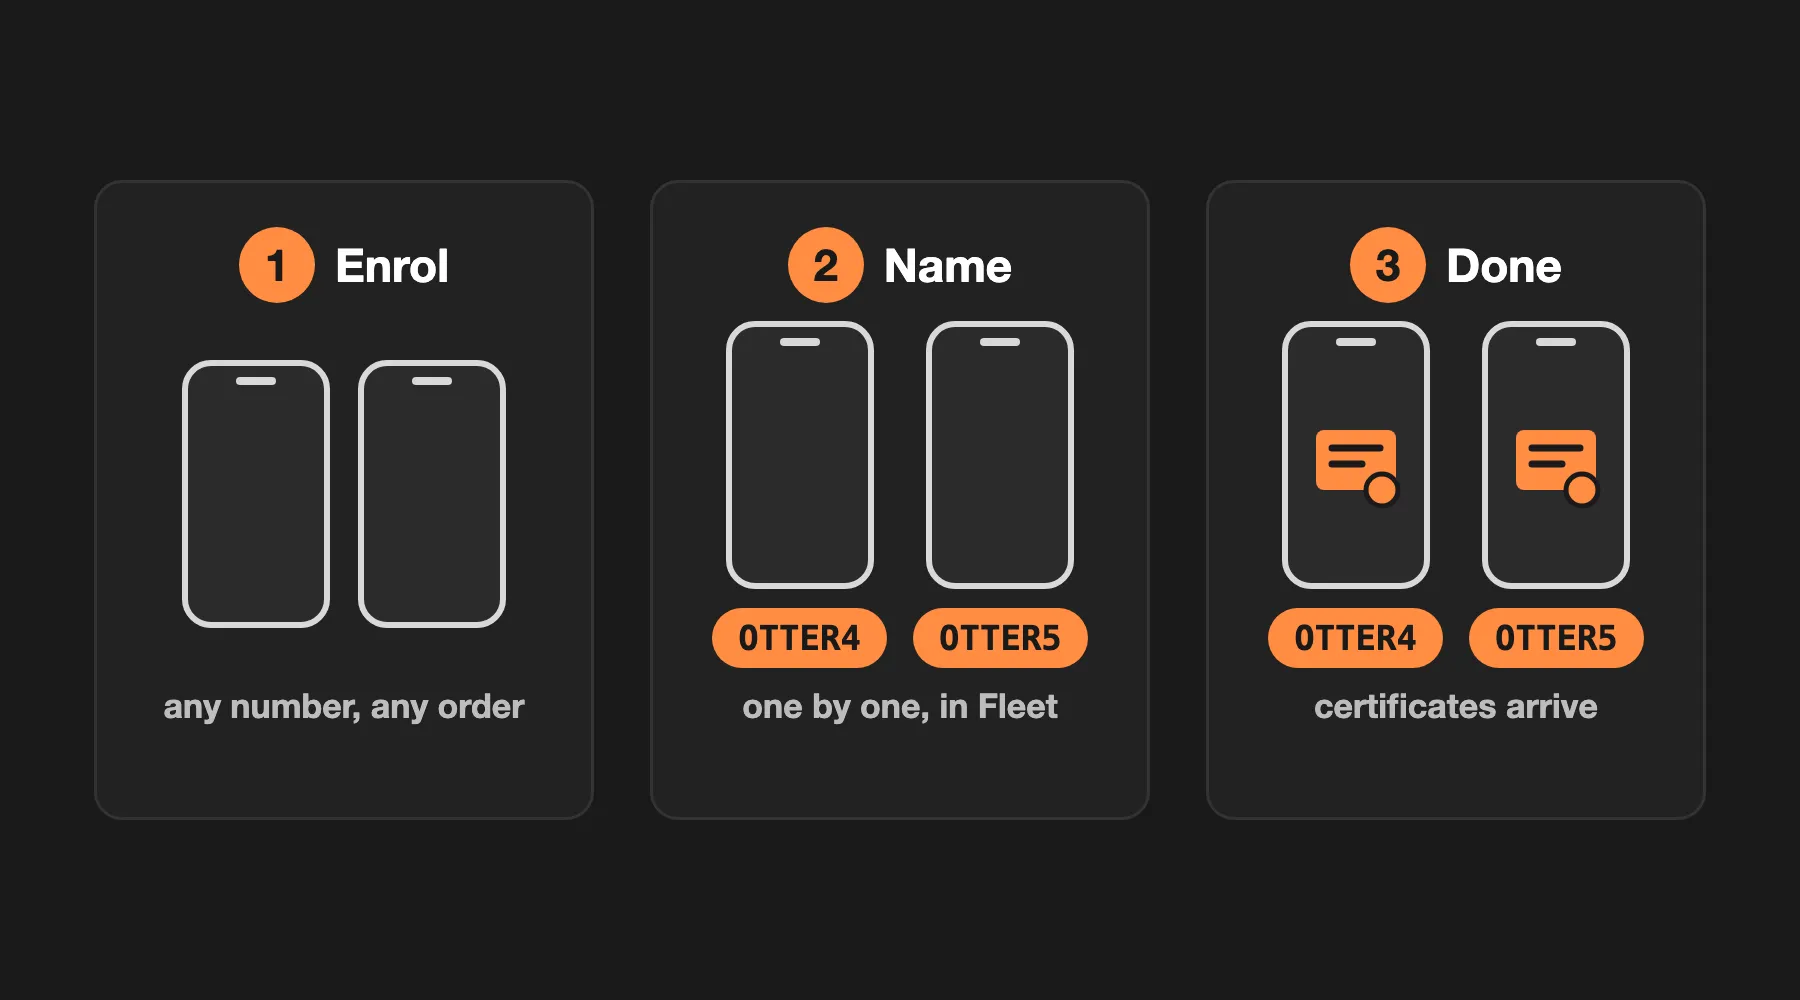 1 Enrol
any number, any order
2 Name
OTTER4 OTTER5
one by one, in Fleet
3 Done
OTTER4 OTTER5
certificates arrive